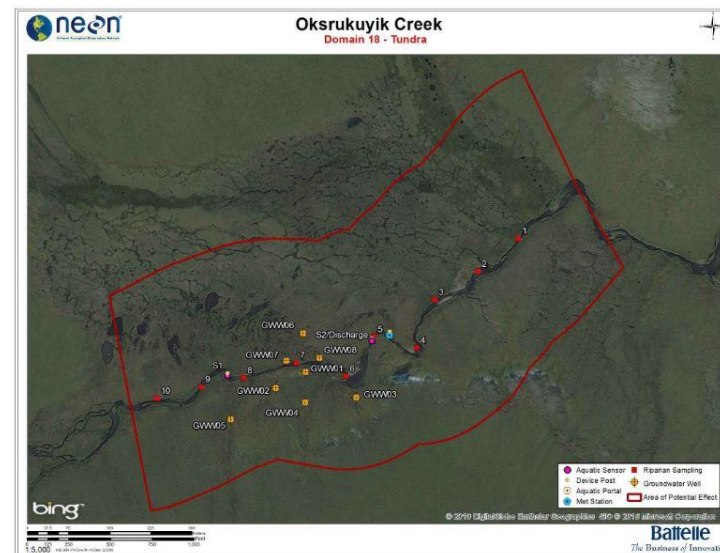 neon
Oksrukuyik Creek
Domain 18 - Tundra
1
2
3
S2/Discharge
5
4
GWW06
GWW07
7
GWW08
S1
8
GWW01
6
9
GWW02
10
GWW03
GWW04
GWW05
Aquatic Sensor
Device Post
Aquatic Portal
Met Station
Riparian Sampling
Groundwater Well
Area of Potential Effect
bing
1:5,000
Battelle
The Business of Innovati